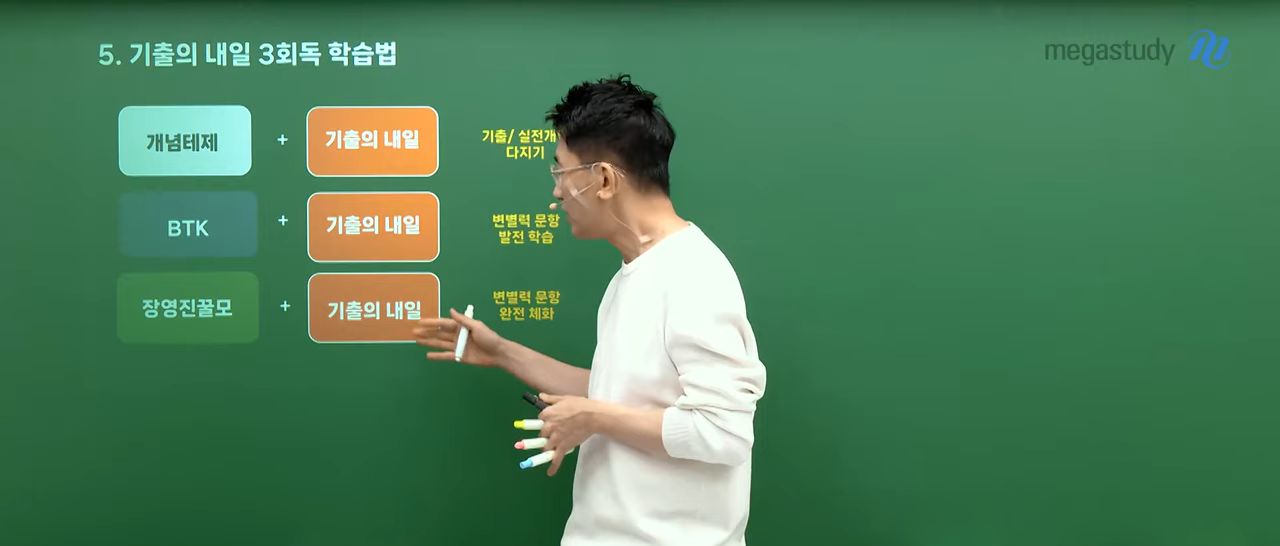 5. 기출의 내일 3회독 학습법
megastudy
개념테제 + 기출의 내일 기출/ 실전개
다지기
BTK + 기출의 내일 변별력 문항
발전 학습
장영진꿀모 + 기출의 내일 변별력 문항
완전 체화